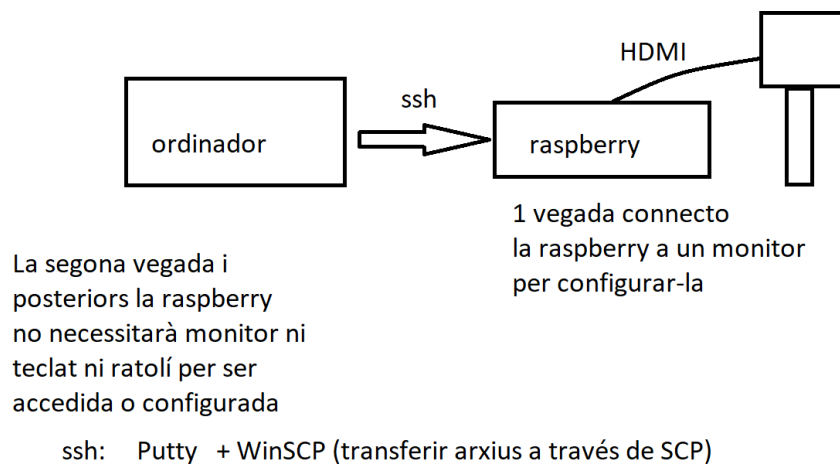 HDMI
ssh
ordinador
raspberry
1 vegada connecto
la raspberry a un monitor
per configurar-la
La segona vegada i
posteriors la raspberry
no necessitarà monitor ni
teclat ni ratolí per ser
accedida o configurada
ssh: Putty + WinSCP (transferir arxius a través de SCP)